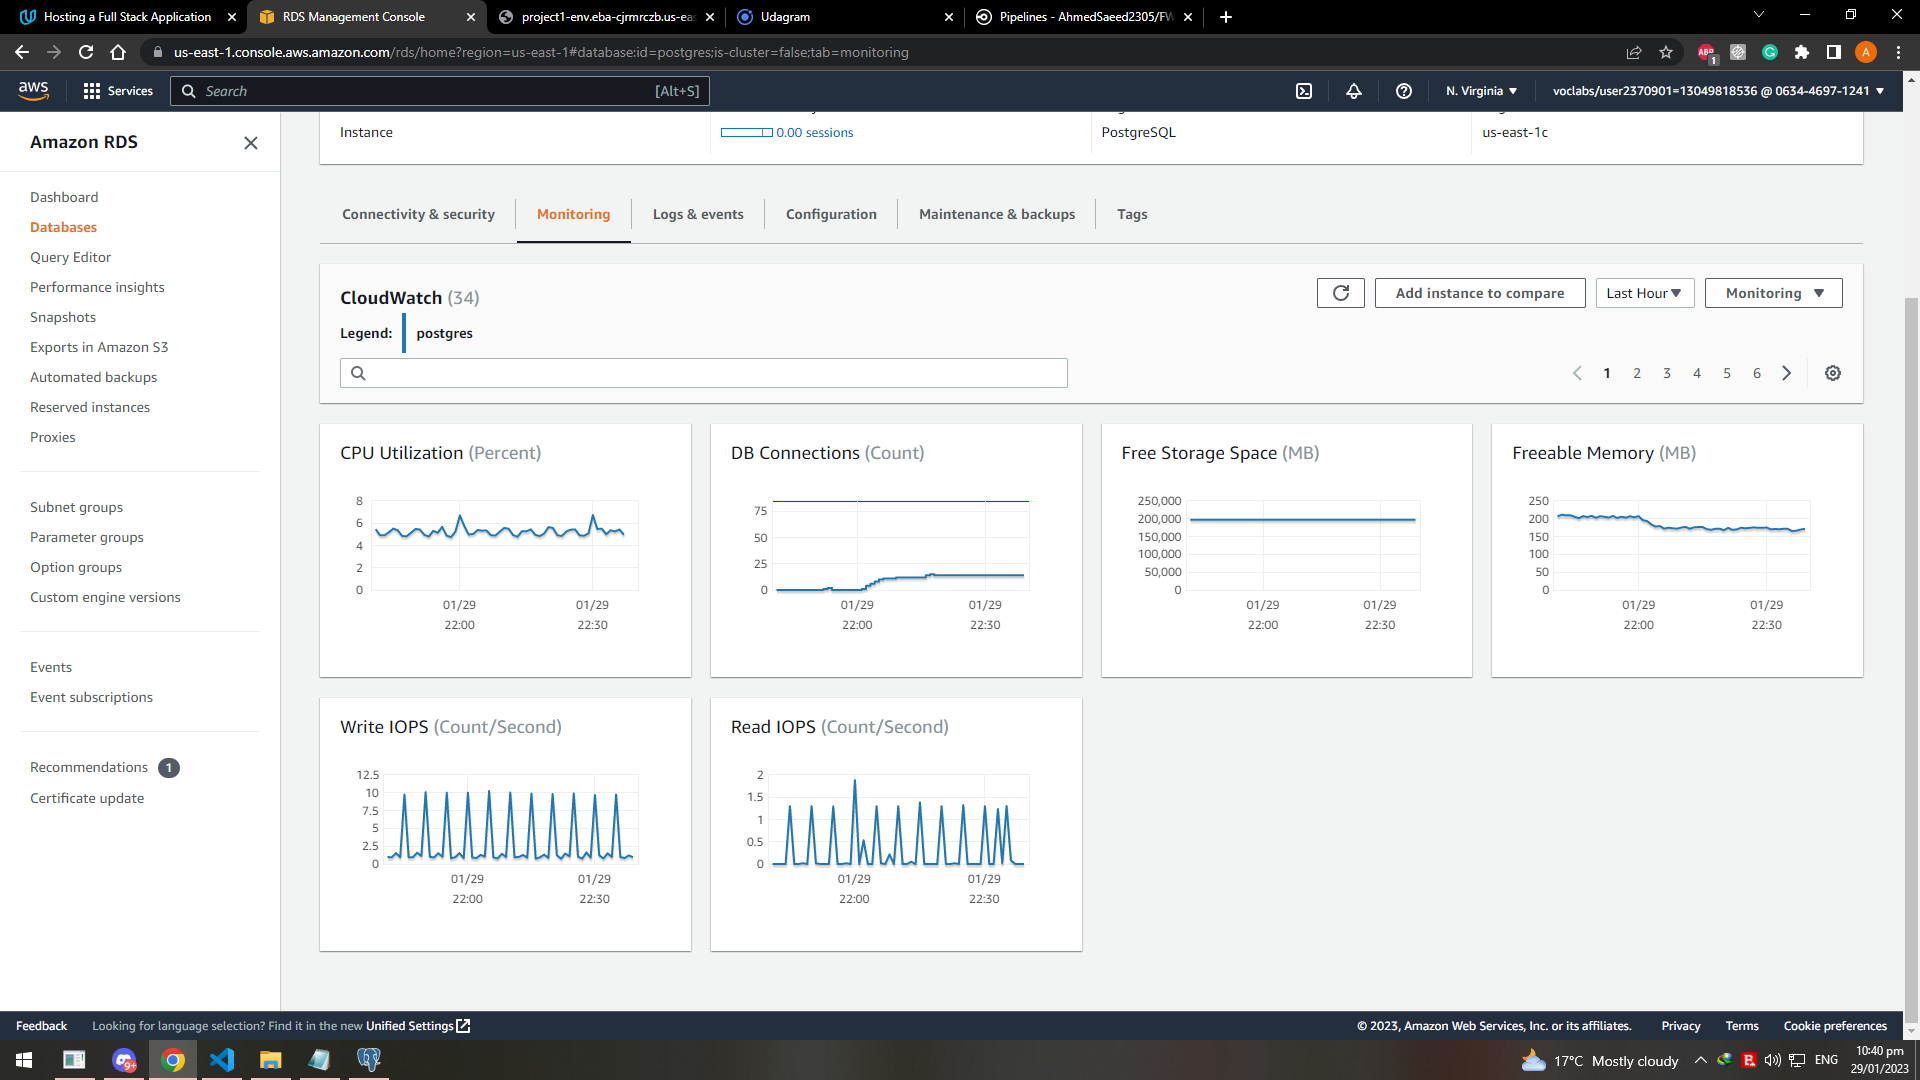 Hosting a Full Stack Application
RDS Management Console
project1-env.eba-cjrmrczb.us-eas
Udagram
Pipelines - AhmedSaeed2305/FW
us-east-1.console.aws.amazon.com/rds/home?region=us-east-1#database:id=postgres;is-cluster=false;tab=monitoring
ABP
1
A
aws
Services
Search
[Alt+S]
N. Virginia
voclabs/user2370901=13049818536 @ 0634-4697-1241
Amazon RDS
Dashboard
Databases
Query Editor
Performance insights
Snapshots
Exports in Amazon S3
Automated backups
Reserved instances
Proxies
Subnet groups
Parameter groups
Option groups
Custom engine versions
Events
Event subscriptions
Recommendations 1
Certificate update
Instance
0.00 sessions
PostgreSQL
us-east-1c
Connectivity & security
Monitoring
Logs & events
Configuration
Maintenance & backups
Tags
CloudWatch (34)
Add instance to compare
Last Hour
Monitoring
Legend: postgres
1 2 3 4 5 6
CPU Utilization (Percent)
8
6
4
2
0
01/29 22:00
01/29 22:30
DB Connections (Count)
75
50
25
0
01/29 22:00
01/29 22:30
Free Storage Space (MB)
250,000
200,000
150,000
100,000
50,000
0
01/29 22:00
01/29 22:30
Freeable Memory (MB)
250
200
150
100
50
0
01/29 22:00
01/29 22:30
Write IOPS (Count/Second)
12.5
10
7.5
5
2.5
0
01/29 22:00
01/29 22:30
Read IOPS (Count/Second)
2
1.5
1
0.5
0
01/29 22:00
01/29 22:30
Feedback
Looking for language selection? Find it in the new Unified Settings
© 2023, Amazon Web Services, Inc. or its affiliates.
Privacy
Terms
Cookie preferences
9+
17°C Mostly cloudy
ENG
10:40 pm
29/01/2023